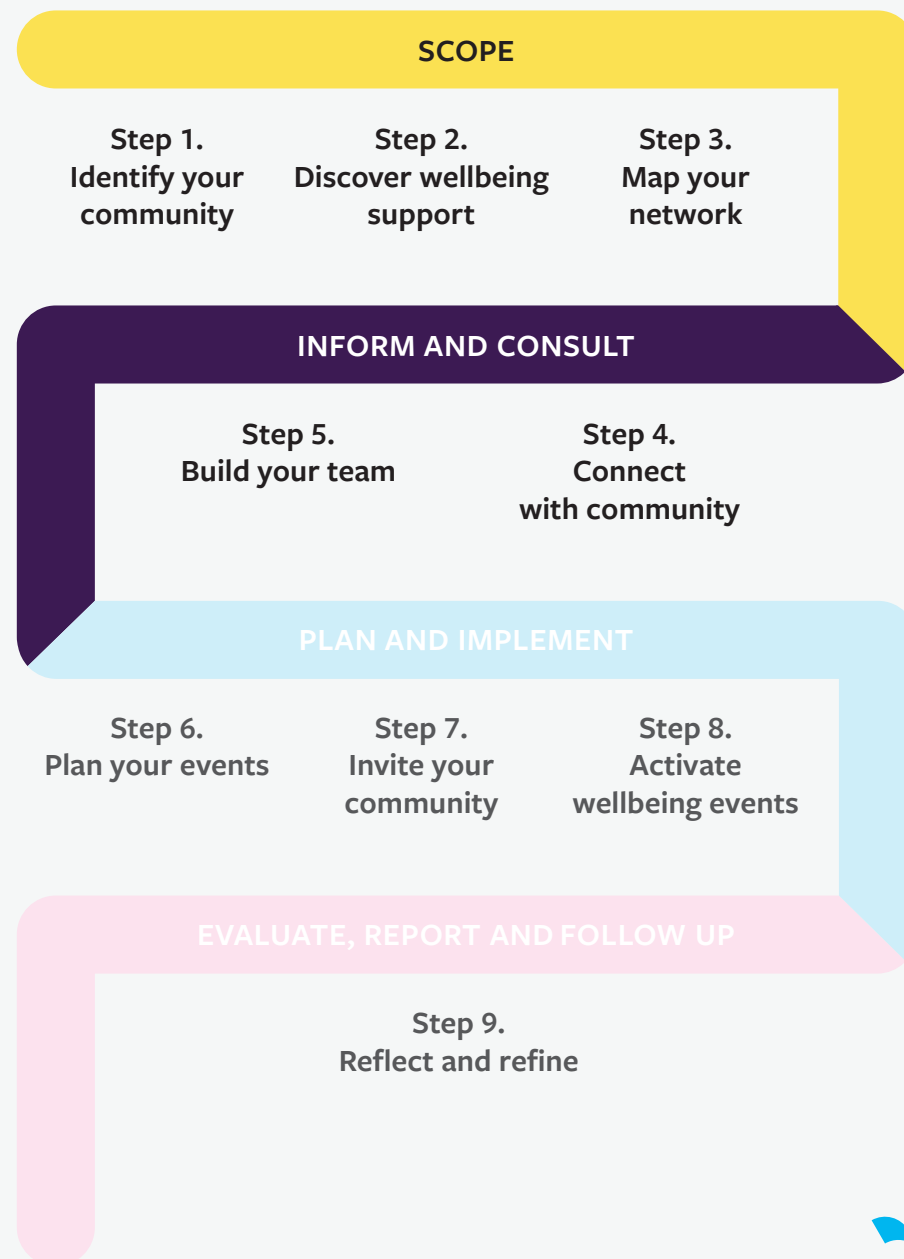 SCOPE
Step 1.
Identify your
community
Step 2.
Discover wellbeing
support
Step 3.
Map your
network
INFORM AND CONSULT
Step 5.
Build your team
Step 4.
Connect
with community
PLAN AND IMPLEMENT
Step 6.
Plan your events
Step 7.
Invite your
community
Step 8.
Activate
wellbeing events
EVALUATE, REPORT AND FOLLOW UP
Step 9.
Reflect and refine